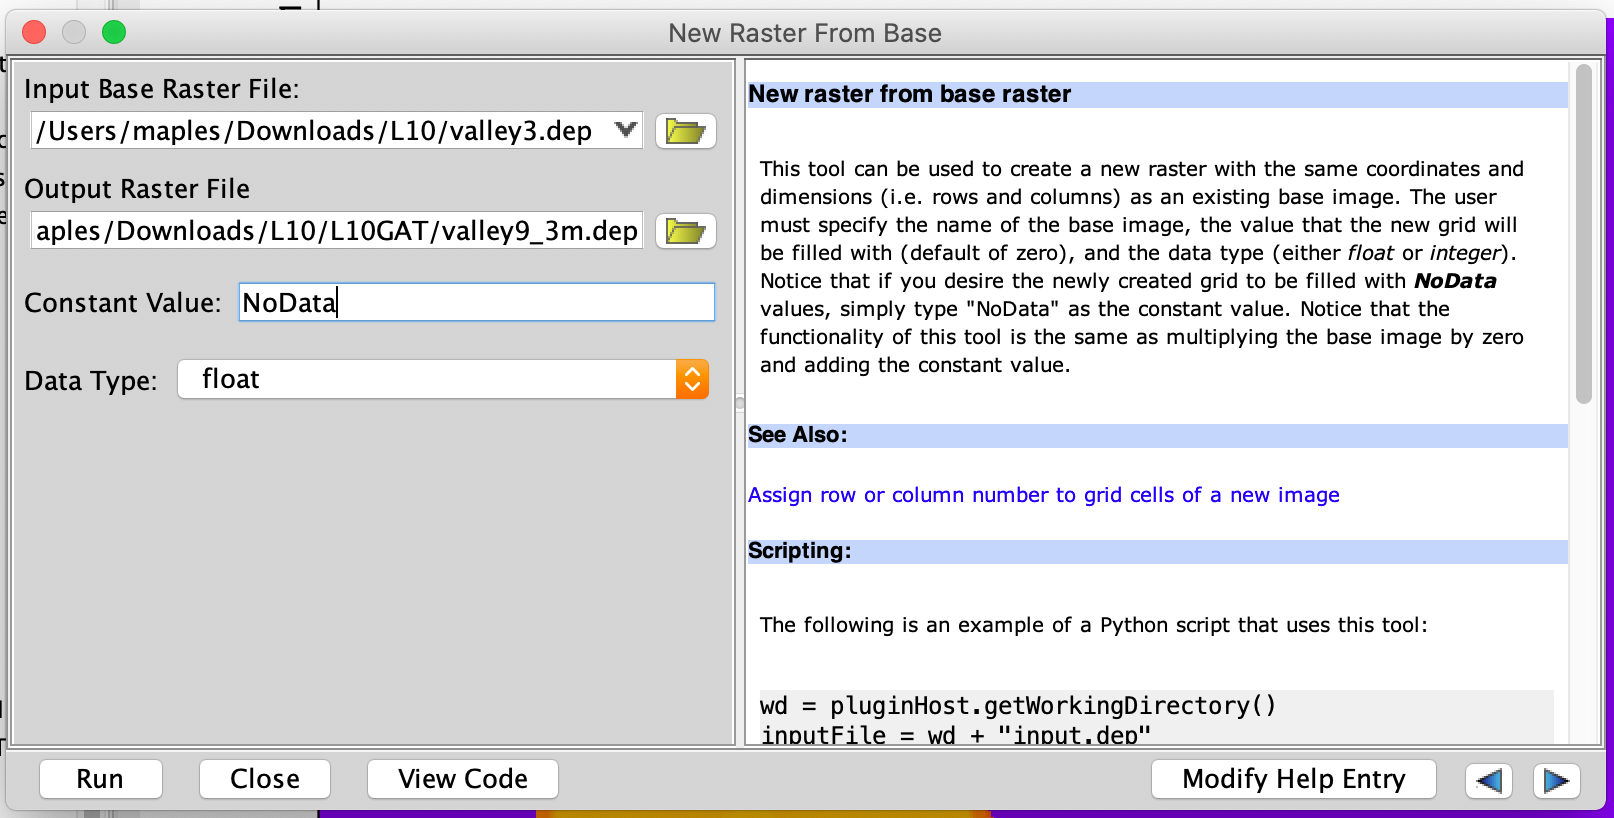 New Raster From Base
Input Base Raster File:
/Users/maples/Downloads/L10/valley3.dep
Output Raster File
aples/Downloads/L10/L10GAT/valley9_3m.dep
Constant Value: NoData
Data Type: float
New raster from base raster
This tool can be used to create a new raster with the same coordinates and
dimensions (i.e. rows and columns) as an existing base image. The user
must specify the name of the base image, the value that the new grid will
be filled with (default of zero), and the data type (either float or integer).
Notice that if you desire the newly created grid to be filled with NoData
values, simply type "NoData" as the constant value. Notice that the
functionality of this tool is the same as multiplying the base image by zero
and adding the constant value.
See Also:
Assign row or column number to grid cells of a new image
Scripting:
The following is an example of a Python script that uses this tool:
wd = pluginHost.getWorkingDirectory()
inputFile = wd + "input.dep"
Run Close View Code Modify Help Entry